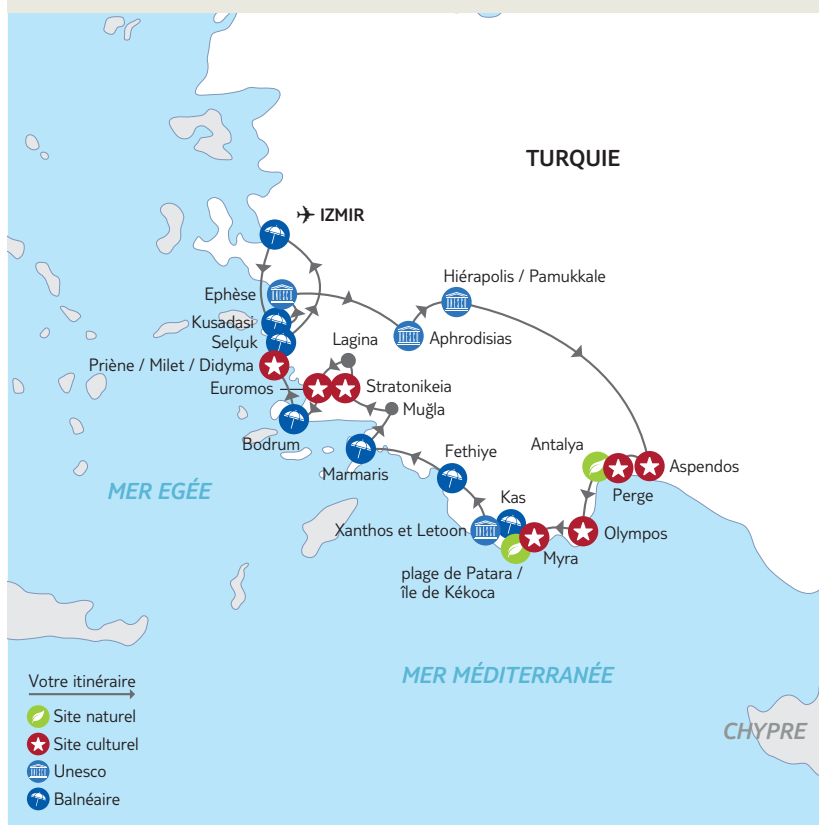 TURQUIE
IZMIR
Hiérapolis / Pamukkale
Ephèse
Kusadasi
Selçuk
Aphrodisias
Lagina
Priène / Milet / Didyma
Euromos
Stratonikeia
Muğla
Bodrum
Marmaris
Fethiye
Antalya
Aspendos
Perge
MER EGÉE
Kas
Xanthos et Letoon
Olympos
Myra
plage de Patara /
île de Kékoca
MER MÉDITERRANÉE
CHYPRE
Votre itinéraire
Site naturel
Site culturel
Unesco
Balnéaire